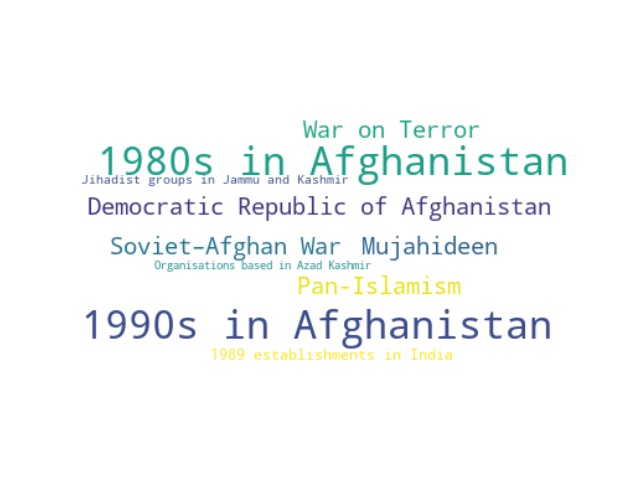 War on Terror
1980s in Afghanistan
Jihadist groups in Jammu and Kashmir
Democratic Republic of Afghanistan
Soviet–Afghan War Mujahideen
Organisations based in Azad Kashmir
Pan-Islamism
1990s in Afghanistan
1989 establishments in India